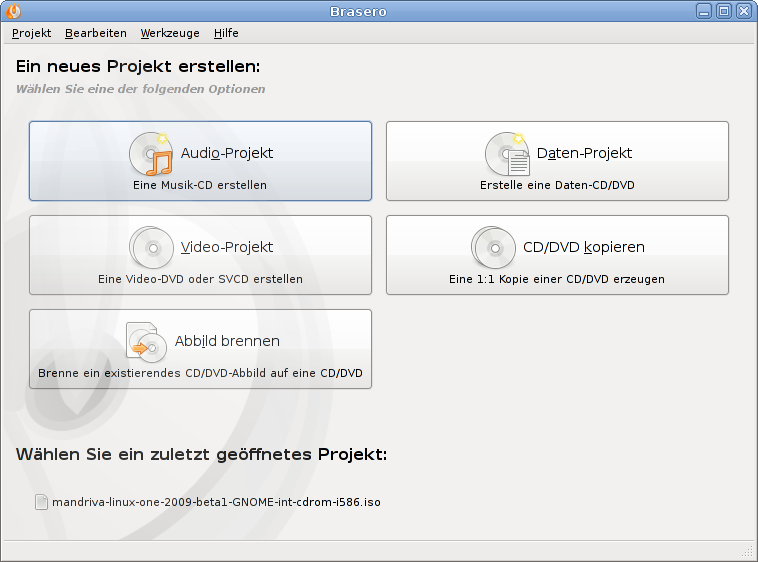 Brasero
Projekt Bearbeiten Werkzeuge Hilfe
Ein neues Projekt erstellen:
Wählen Sie eine der folgenden Optionen
Audio-Projekt
Eine Musik-CD erstellen
Daten-Projekt
Erstelle eine Daten-CD/DVD
Video-Projekt
Eine Video-DVD oder SVCD erstellen
CD/DVD kopieren
Eine 1:1 Kopie einer CD/DVD erzeugen
Abbild brennen
Brenne ein existierendes CD/DVD-Abbild auf eine CD/DVD
Wählen Sie ein zuletzt geöffnetes Projekt:
mandriva-linux-one-2009-beta1-GNOME-int-cdrom-i586.iso